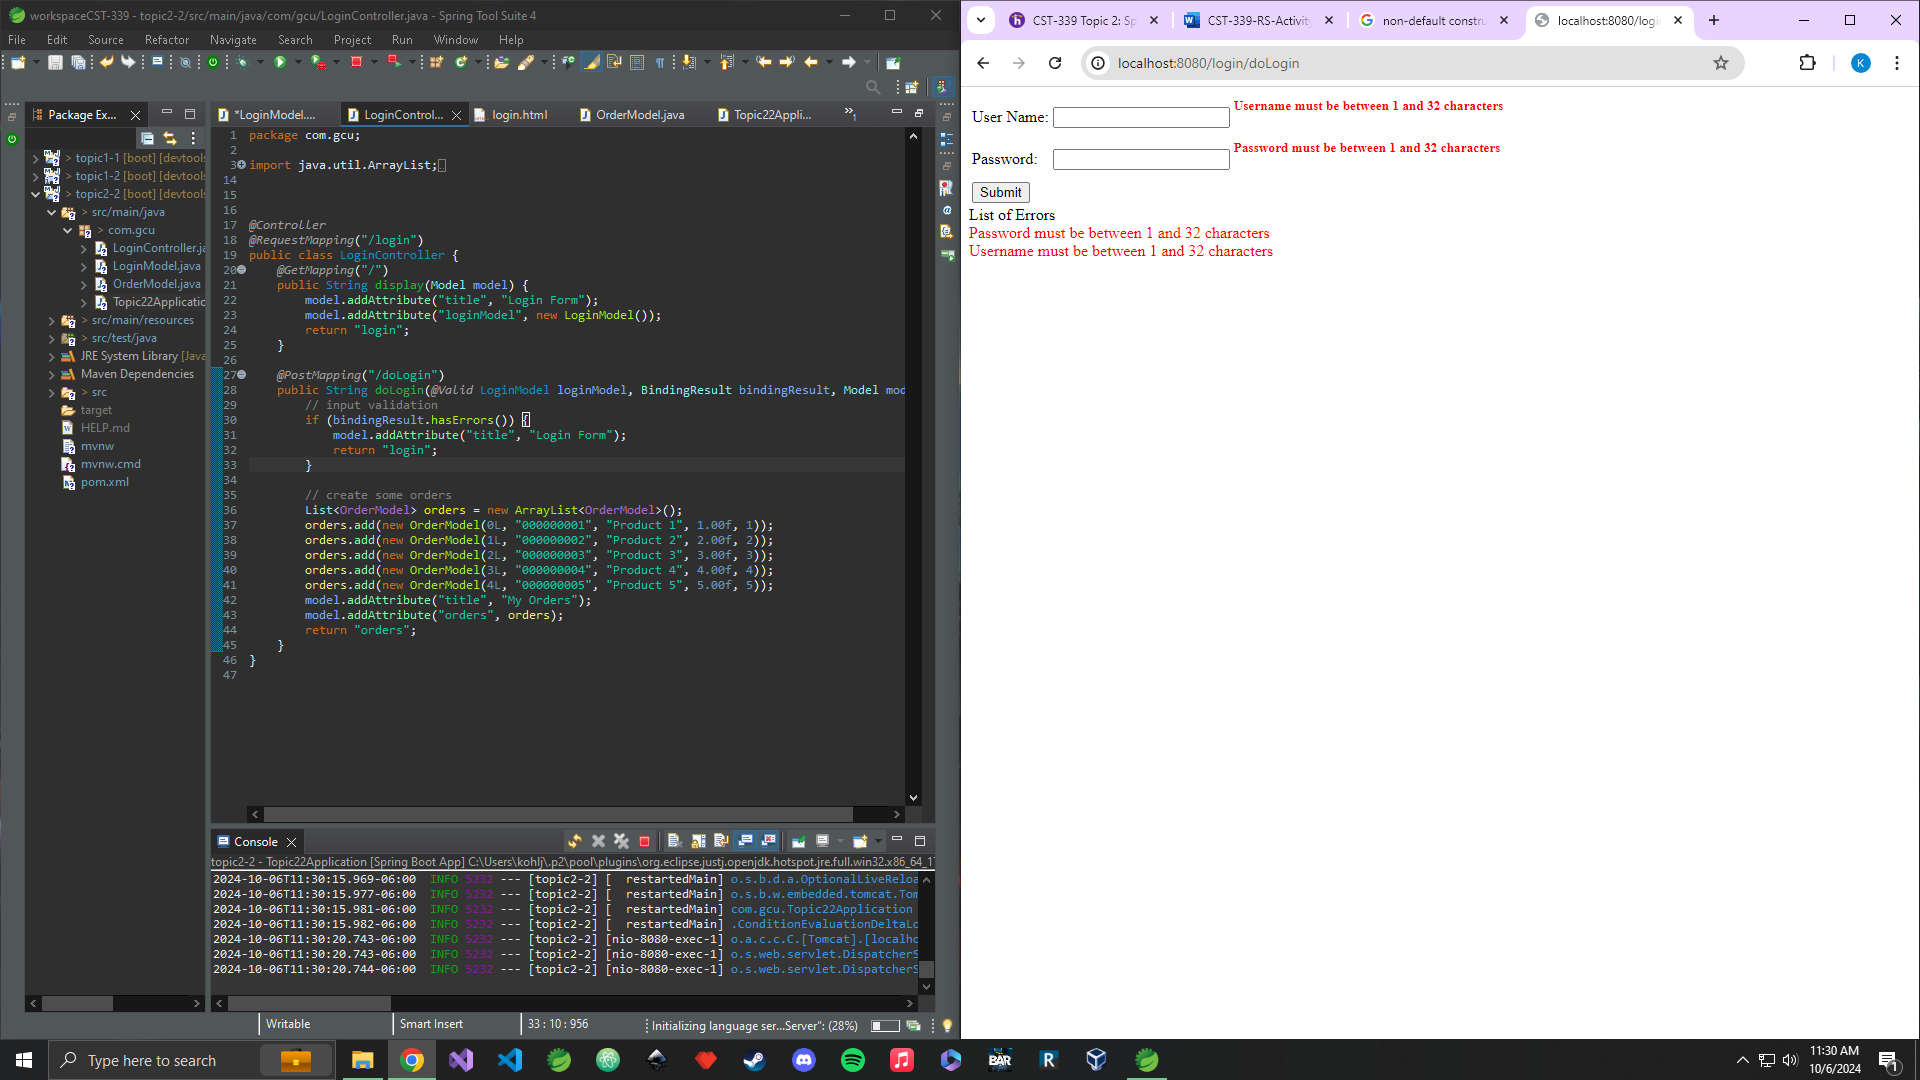 workspaceCST-339 - topic2-2/src/main/java/com/gcu/LoginController.java - Spring Tool Suite 4
File Edit Source Refactor Navigate Search Project Run Window Help
Package Ex...
> topic1-1 [boot] [devtools
> topic1-2 [boot] [devtools
> topic2-2 [boot] [devtools
> src/main/java
> com.gcu
LoginController.ja
LoginModel.java
OrderModel.java
Topic22Applicatio
> src/main/resources
> src/test/java
JRE System Library [Java
Maven Dependencies
> src
target
HELP.md
mvnw
mvnw.cmd
pom.xml
*LoginModel.... LoginControl... login.html OrderModel.java Topic22Appli... »1
1 package com.gcu;
2
3 import java.util.ArrayList;
14
15
16
17 @Controller
18 @RequestMapping("/login")
19 public class LoginController {
20 @GetMapping("/")
21 public String display(Model model) {
22 model.addAttribute("title", "Login Form");
23 model.addAttribute("loginModel", new LoginModel());
24 return "login";
25 }
26
27 @PostMapping("/doLogin")
28 public String doLogin(@Valid LoginModel loginModel, BindingResult bindingResult, Model mod
29 // input validation
30 if (bindingResult.hasErrors()) {
31 model.addAttribute("title", "Login Form");
32 return "login";
33 }
34
35 // create some orders
36 List<OrderModel> orders = new ArrayList<OrderModel>();
37 orders.add(new OrderModel(0L, "000000001", "Product 1", 1.00f, 1));
38 orders.add(new OrderModel(1L, "000000002", "Product 2", 2.00f, 2));
39 orders.add(new OrderModel(2L, "000000003", "Product 3", 3.00f, 3));
40 orders.add(new OrderModel(3L, "000000004", "Product 4", 4.00f, 4));
41 orders.add(new OrderModel(4L, "000000005", "Product 5", 5.00f, 5));
42 model.addAttribute("title", "My Orders");
43 model.addAttribute("orders", orders);
44 return "orders";
45 }
46 }
47
Console
topic2-2 - Topic22Application [Spring Boot App] C:\Users\kohlj\.p2\pool\plugins\org.eclipse.justj.openjdk.hotspot.jre.full.win32.x86_64_17
2024-10-06T11:30:15.969-06:00 INFO 5232 --- [topic2-2] [ restartedMain] o.s.b.d.a.OptionalLiveReloa
2024-10-06T11:30:15.977-06:00 INFO 5232 --- [topic2-2] [ restartedMain] o.s.b.w.embedded.tomcat.Tom
2024-10-06T11:30:15.981-06:00 INFO 5232 --- [topic2-2] [ restartedMain] com.gcu.Topic22Application
2024-10-06T11:30:15.982-06:00 INFO 5232 --- [topic2-2] [ restartedMain] .ConditionEvaluationDeltaLo
2024-10-06T11:30:20.743-06:00 INFO 5232 --- [topic2-2] [nio-8080-exec-1] o.a.c.c.C.[Tomcat].[localho
2024-10-06T11:30:20.743-06:00 INFO 5232 --- [topic2-2] [nio-8080-exec-1] o.s.web.servlet.DispatcherS
2024-10-06T11:30:20.744-06:00 INFO 5232 --- [topic2-2] [nio-8080-exec-1] o.s.web.servlet.DispatcherS
Writable Smart Insert 33 : 10 : 956 Initializing language ser...Server": (28%)
CST-339 Topic 2: Sp CST-339-RS-Activity non-default constru localhost:8080/logi
localhost:8080/login/doLogin
K
User Name: Username must be between 1 and 32 characters
Password: Password must be between 1 and 32 characters
Submit
List of Errors
Password must be between 1 and 32 characters
Username must be between 1 and 32 characters
Type here to search
BAR
R
11:30 AM
10/6/2024
1